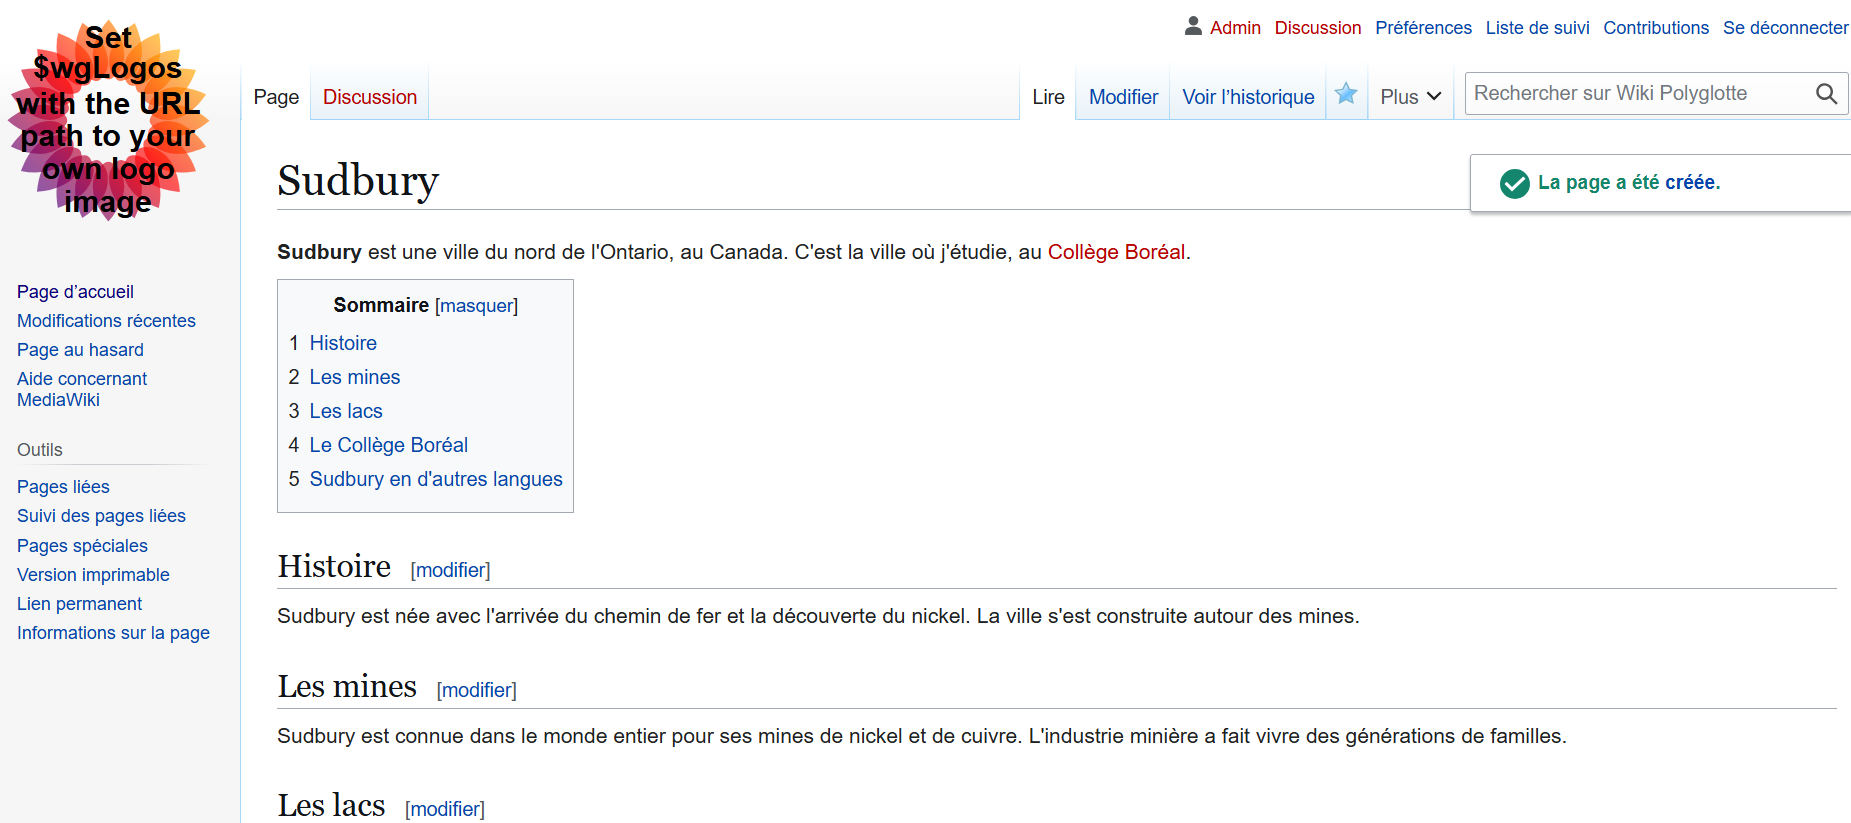 Set
$wgLogos
with the URL
path to your
own logo
image
Admin Discussion Préférences Liste de suivi Contributions Se déconnecter
Page Discussion Lire Modifier Voir l’historique Plus Rechercher sur Wiki Polyglotte
Page d’accueil
Modifications récentes
Page au hasard
Aide concernant
MediaWiki
Outils
Pages liées
Suivi des pages liées
Pages spéciales
Version imprimable
Lien permanent
Informations sur la page
Sudbury
La page a été créée.
Sudbury est une ville du nord de l'Ontario, au Canada. C'est la ville où j'étudie, au Collège Boréal.
Sommaire [masquer]
1 Histoire
2 Les mines
3 Les lacs
4 Le Collège Boréal
5 Sudbury en d'autres langues
Histoire [modifier]
Sudbury est née avec l'arrivée du chemin de fer et la découverte du nickel. La ville s'est construite autour des mines.
Les mines [modifier]
Sudbury est connue dans le monde entier pour ses mines de nickel et de cuivre. L'industrie minière a fait vivre des générations de familles.
Les lacs [modifier]